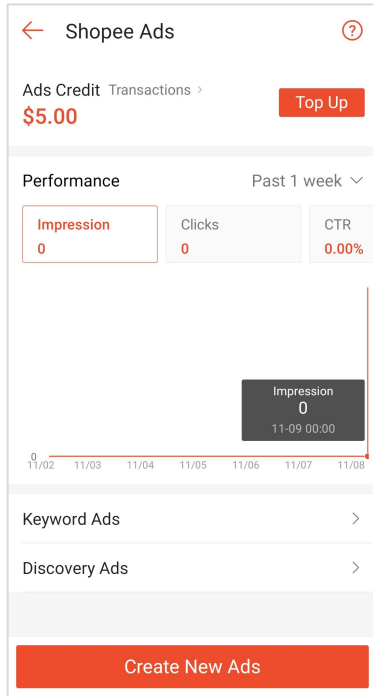 Shopee Ads
?
Ads Credit Transactions >
$5.00
Top Up
Performance
Past 1 week
Impression
0
Clicks
0
CTR
0.00%
Impression
0
11-09 00:00
0
11/02 11/03 11/04 11/05 11/06 11/07 11/08
Keyword Ads
Discovery Ads
Create New Ads